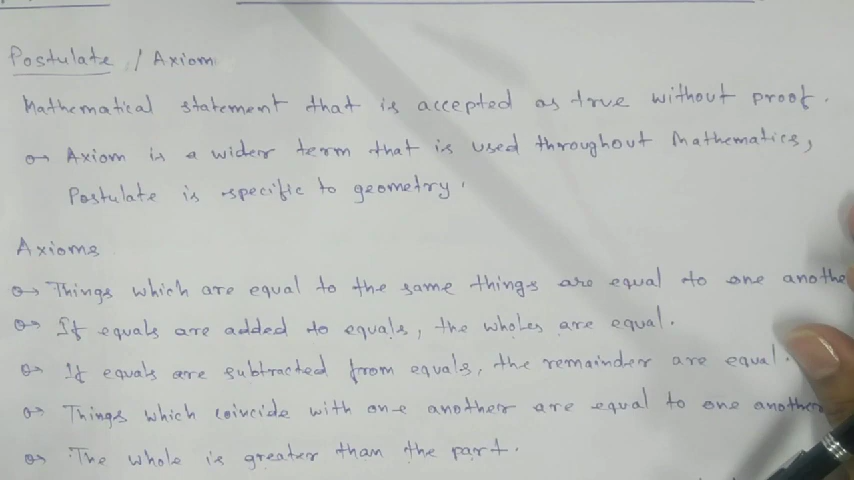 Postulate / Axiom
Mathematical statement that is accepted as true without proof.
Axiom is a wider term that is used throughout Mathematics,
Postulate is specific to geometry.
Axioms
Things which are equal to the same things are equal to one anothe
If equals are added to equals, the wholes are equal.
If equals are subtracted from equals, the remainder are equal.
Things which coincide with one another are equal to one another
The whole is greater than the part.